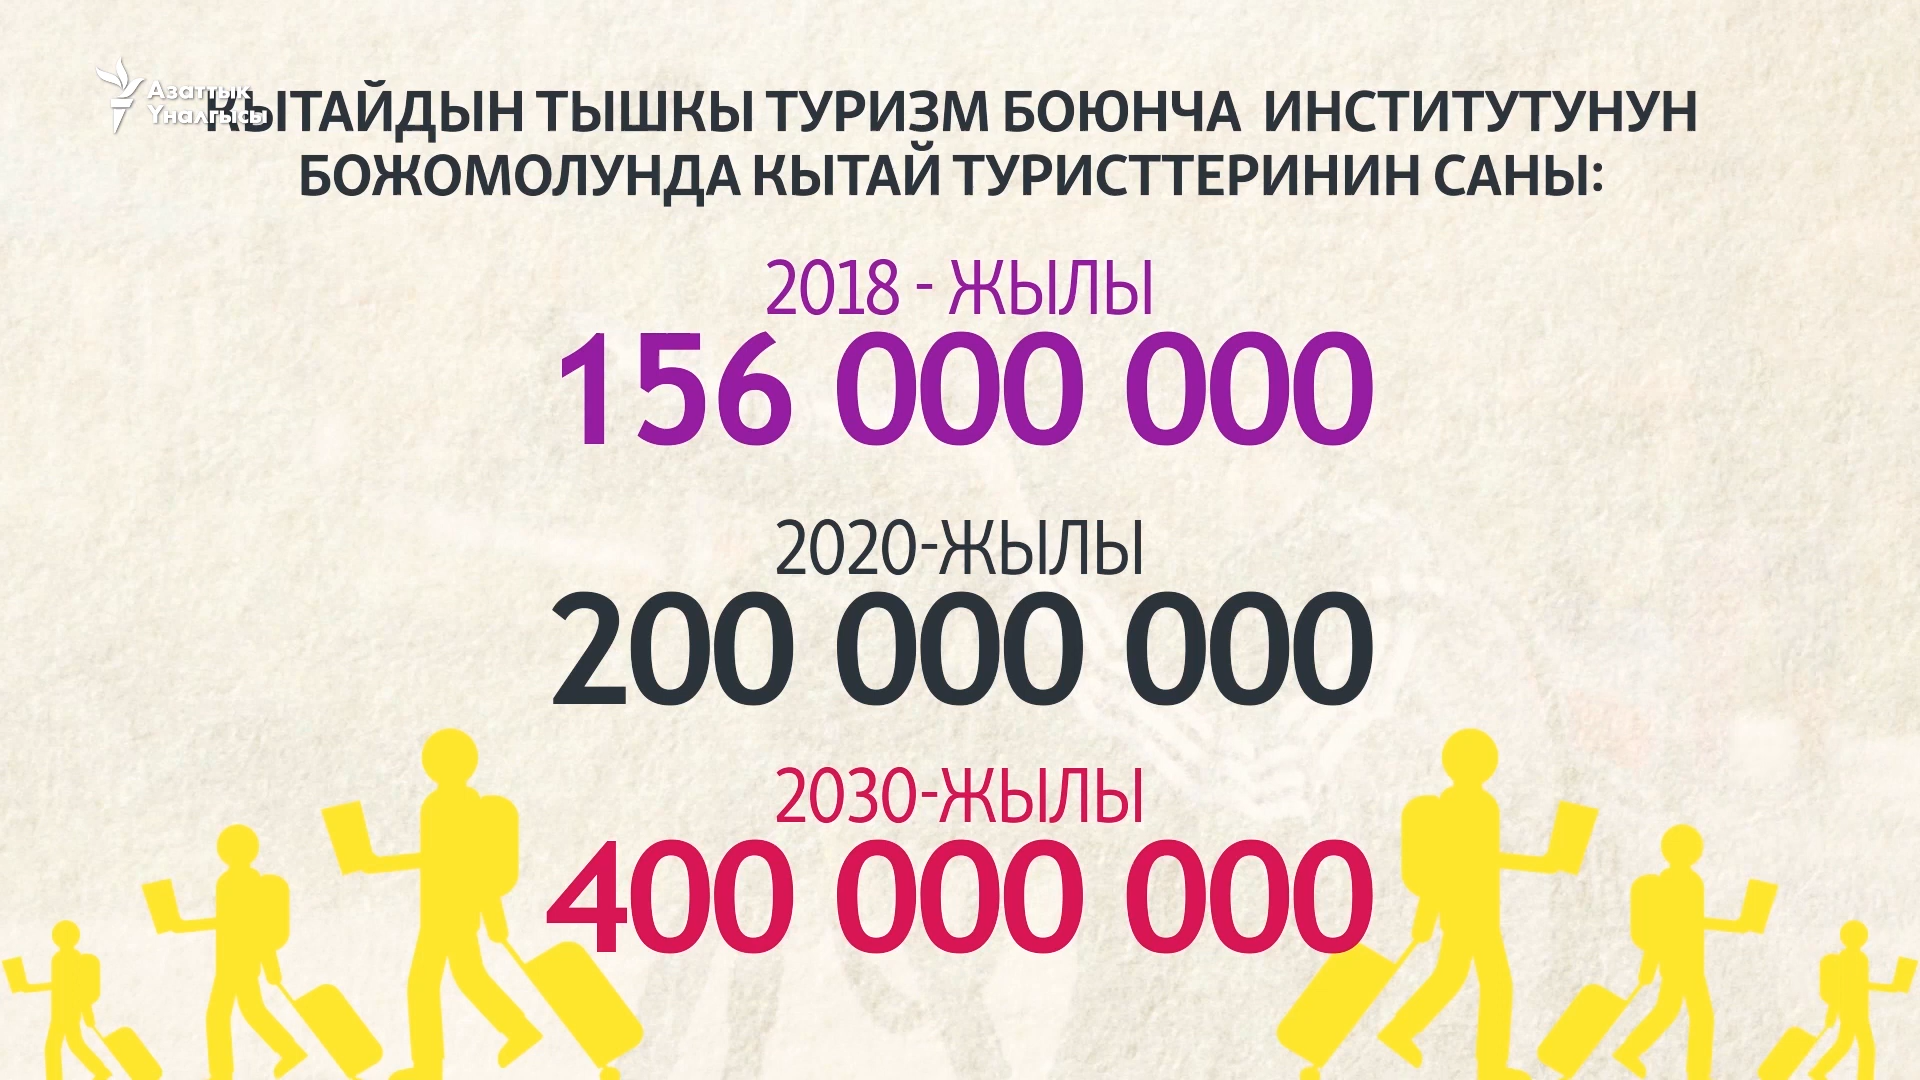 Азаттык
Үналгысы
КЫТАЙДЫН ТЫШКЫ ТУРИЗМ БОЮНЧА ИНСТИТУТУНУН
БОЖОМОЛУНДА КЫТАЙ ТУРИСТТЕРИНИН САНЫ:
2018 - ЖЫЛЫ
156 000 000
2020-ЖЫЛЫ
200 000 000
2030-ЖЫЛЫ
400 000 000